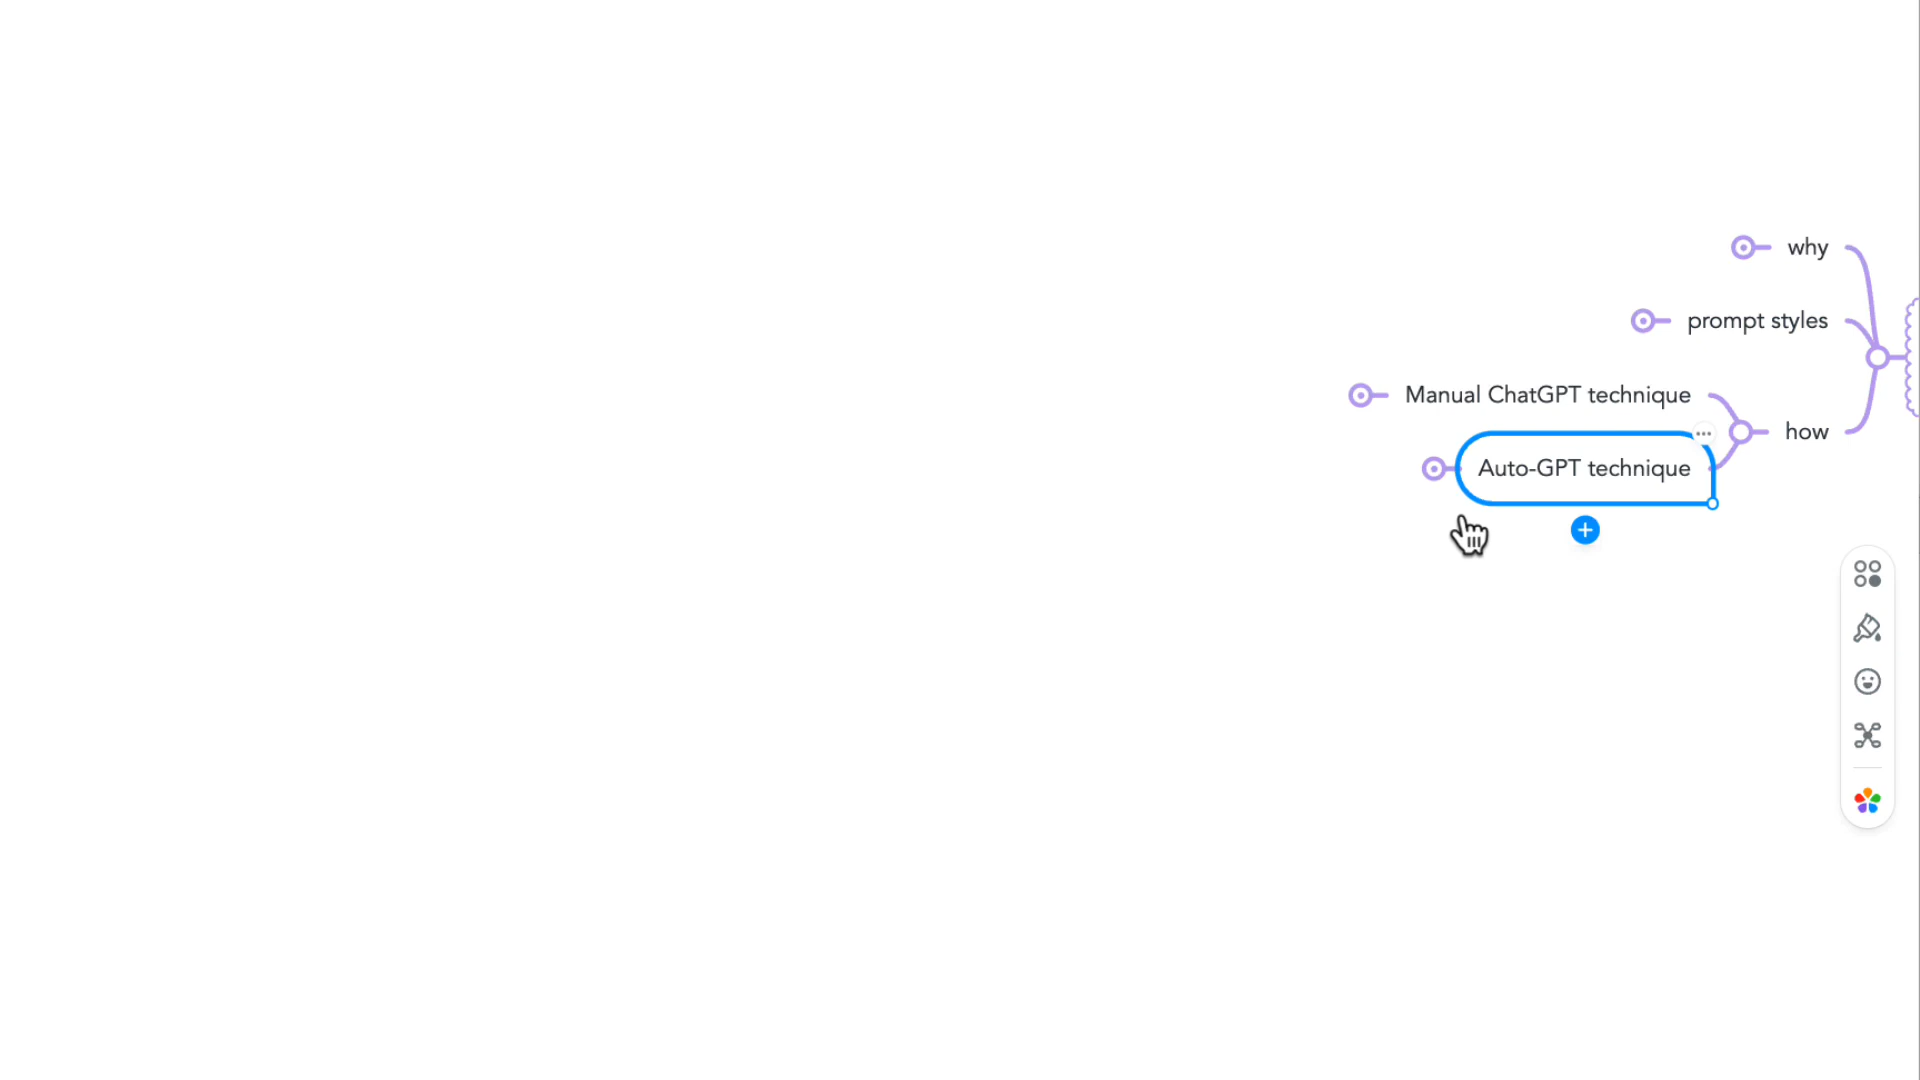 why
prompt styles
Manual ChatGPT technique
how
Auto-GPT technique